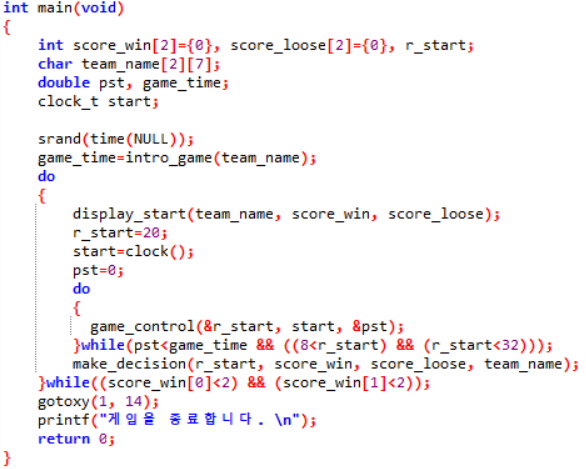 int main(void)
{
    int score_win[2]={0}, score_loose[2]={0}, r_start;
    char team_name[2][7];
    double pst, game_time;
    clock_t start;

    srand(time(NULL));
    game_time=intro_game(team_name);
    do
    {
        display_start(team_name, score_win, score_loose);
        r_start=20;
        start=clock();
        pst=0;
        do
        {
          game_control(&r_start, start, &pst);
        }while(pst<game_time && ((8<r_start) && (r_start<32)));
        make_decision(r_start, score_win, score_loose, team_name);
    }while((score_win[0]<2) && (score_win[1]<2));
    gotoxy(1, 14);
    printf("게임을 종료합니다. \n");
    return 0;
}